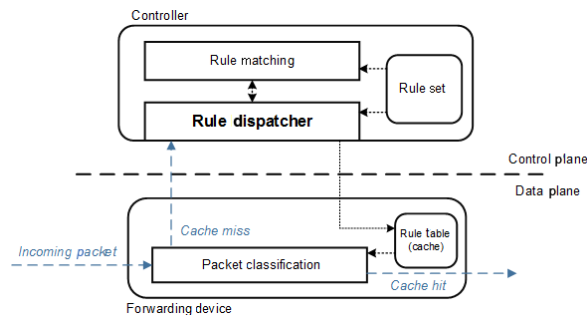 Controller
Rule matching
Rule set
Rule dispatcher
Control plane
Data plane
Cache miss
Rule table
(cache)
Incoming packet
Packet classification
Cache hit
Forwarding device